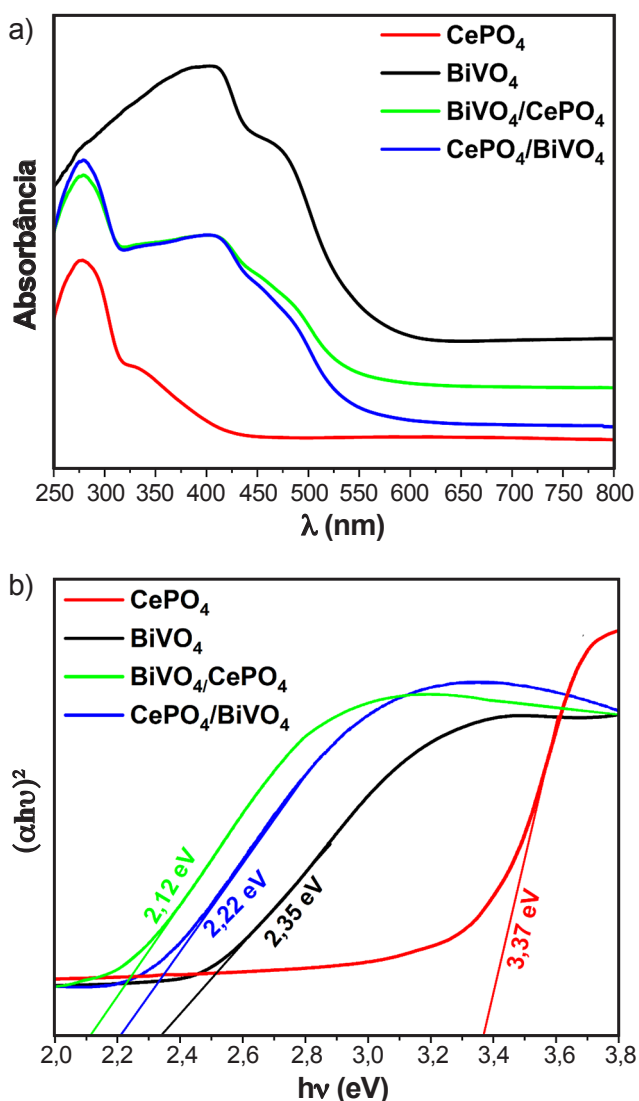 a)
CePO₄
BiVO₄
BiVO₄/CePO₄
CePO₄/BiVO₄
Absorbância
250 300 350 400 450 500 550 600 650 700 750 800
λ (nm)
b)
CePO₄
BiVO₄
BiVO₄/CePO₄
CePO₄/BiVO₄
(αhυ)²
2,12 eV
2,22 eV
2,35 eV
3,37 eV
2,0 2,2 2,4 2,6 2,8 3,0 3,2 3,4 3,6 3,8
hν (eV)